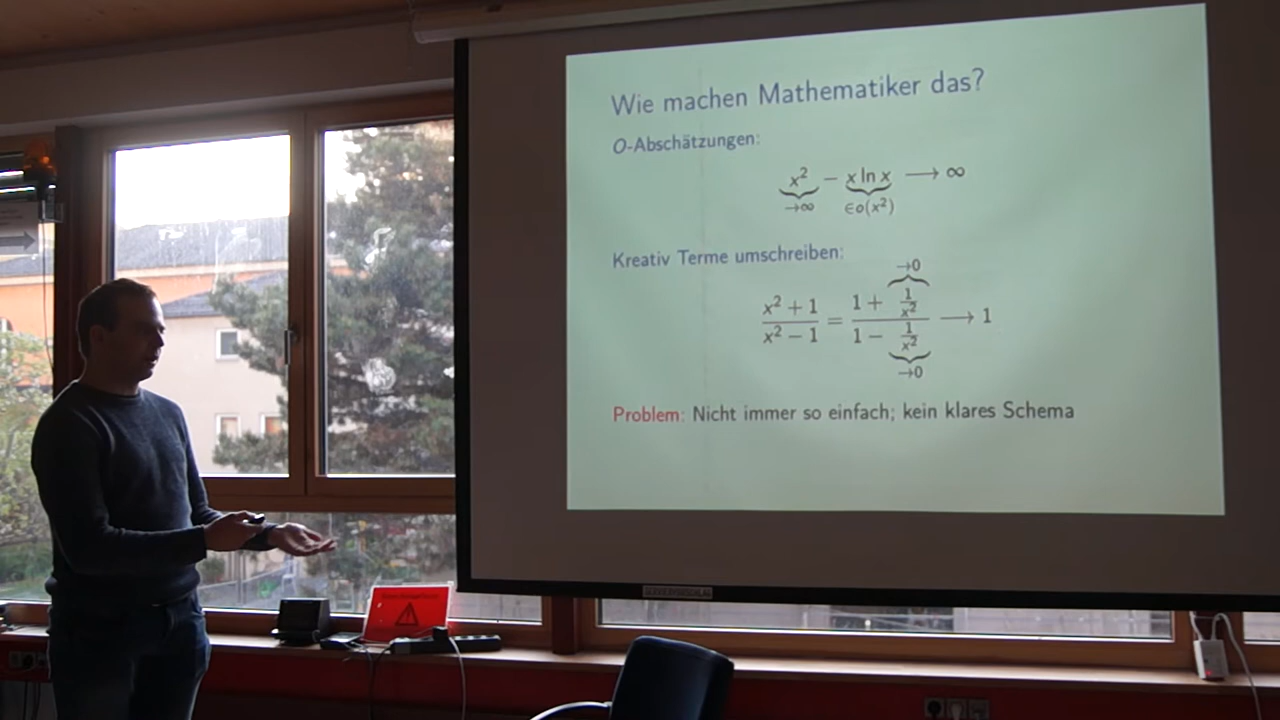 Wie machen Mathematiker das?
O-Abschätzungen:
x² − x ln x ⟶ ∞
→∞ ∈o(x²)
Kreativ Terme umschreiben:
→0
x² + 1 / x² − 1 = 1 + 1/x² / 1 − 1/x² ⟶ 1
→0
Problem: Nicht immer so einfach; kein klares Schema
SERVIERVORSCHLAG